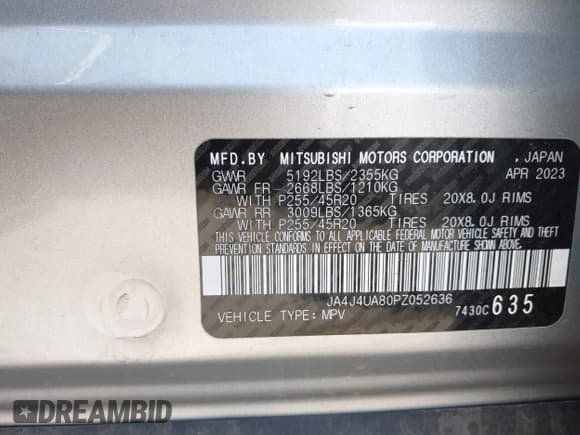 MFD.BY MITSUBISHI MOTORS CORPORATION , JAPAN
GVWR 5192LBS/2355KG APR 2023
GAWR FR 2668LBS/1210KG
WITH P255/45R20 TIRES 20X8.0J RIMS
GAWR RR 3009LBS/1365KG
WITH P255/45R20 TIRES 20X8.0J RIMS
THIS VEHICLE CONFORMS TO ALL APPLICABLE FEDERAL MOTOR VEHICLE SAFETY AND THEFT
PREVENTION STANDARDS IN EFFECT ON THE DATE OF MANUFACTURE SHOWN ABOVE.
JA4J4UA80PZ052636
VEHICLE TYPE: MPV 7430C 635
DREAMBID